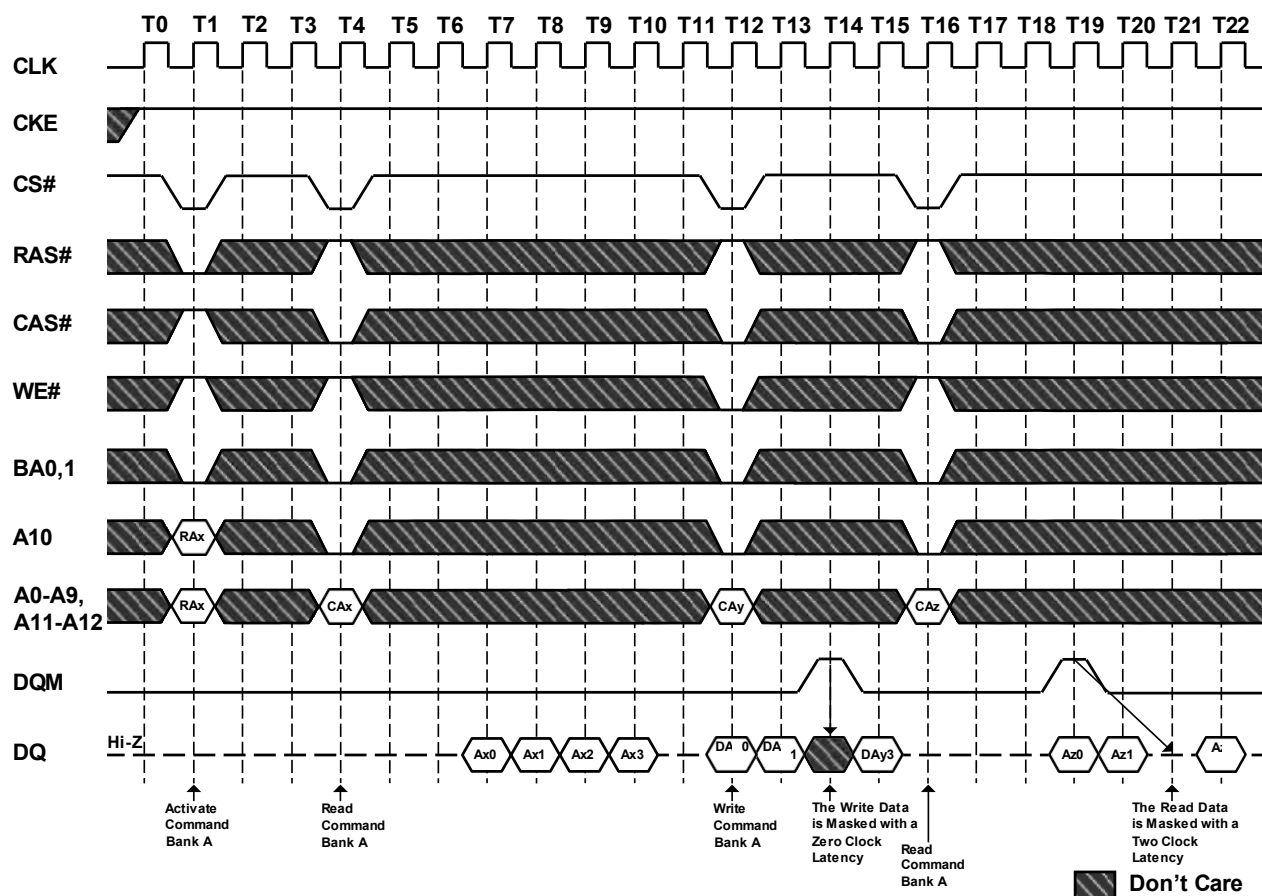 T0 T1 T2 T3 T4 T5 T6 T7 T8 T9 T10 T11 T12 T13 T14 T15 T16 T17 T18 T19 T20 T21 T22
CLK
CKE
CS#
RAS#
CAS#
WE#
BA0,1
A10 RAx
A0-A9,
A11-A12
RAx CAx CAy CAz
DQM
DQ Hi-Z Ax0 Ax1 Ax2 Ax3 DA 0 DA 1 DAy3 Az0 Az1
Activate
Command
Bank A
Read
Command
Bank A
Write
Command
Bank A
The Write Data
is Masked with a
Zero Clock
Latency
Read
Command
Bank A
The Read Data
is Masked with a
Two Clock
Latency
Don't Care